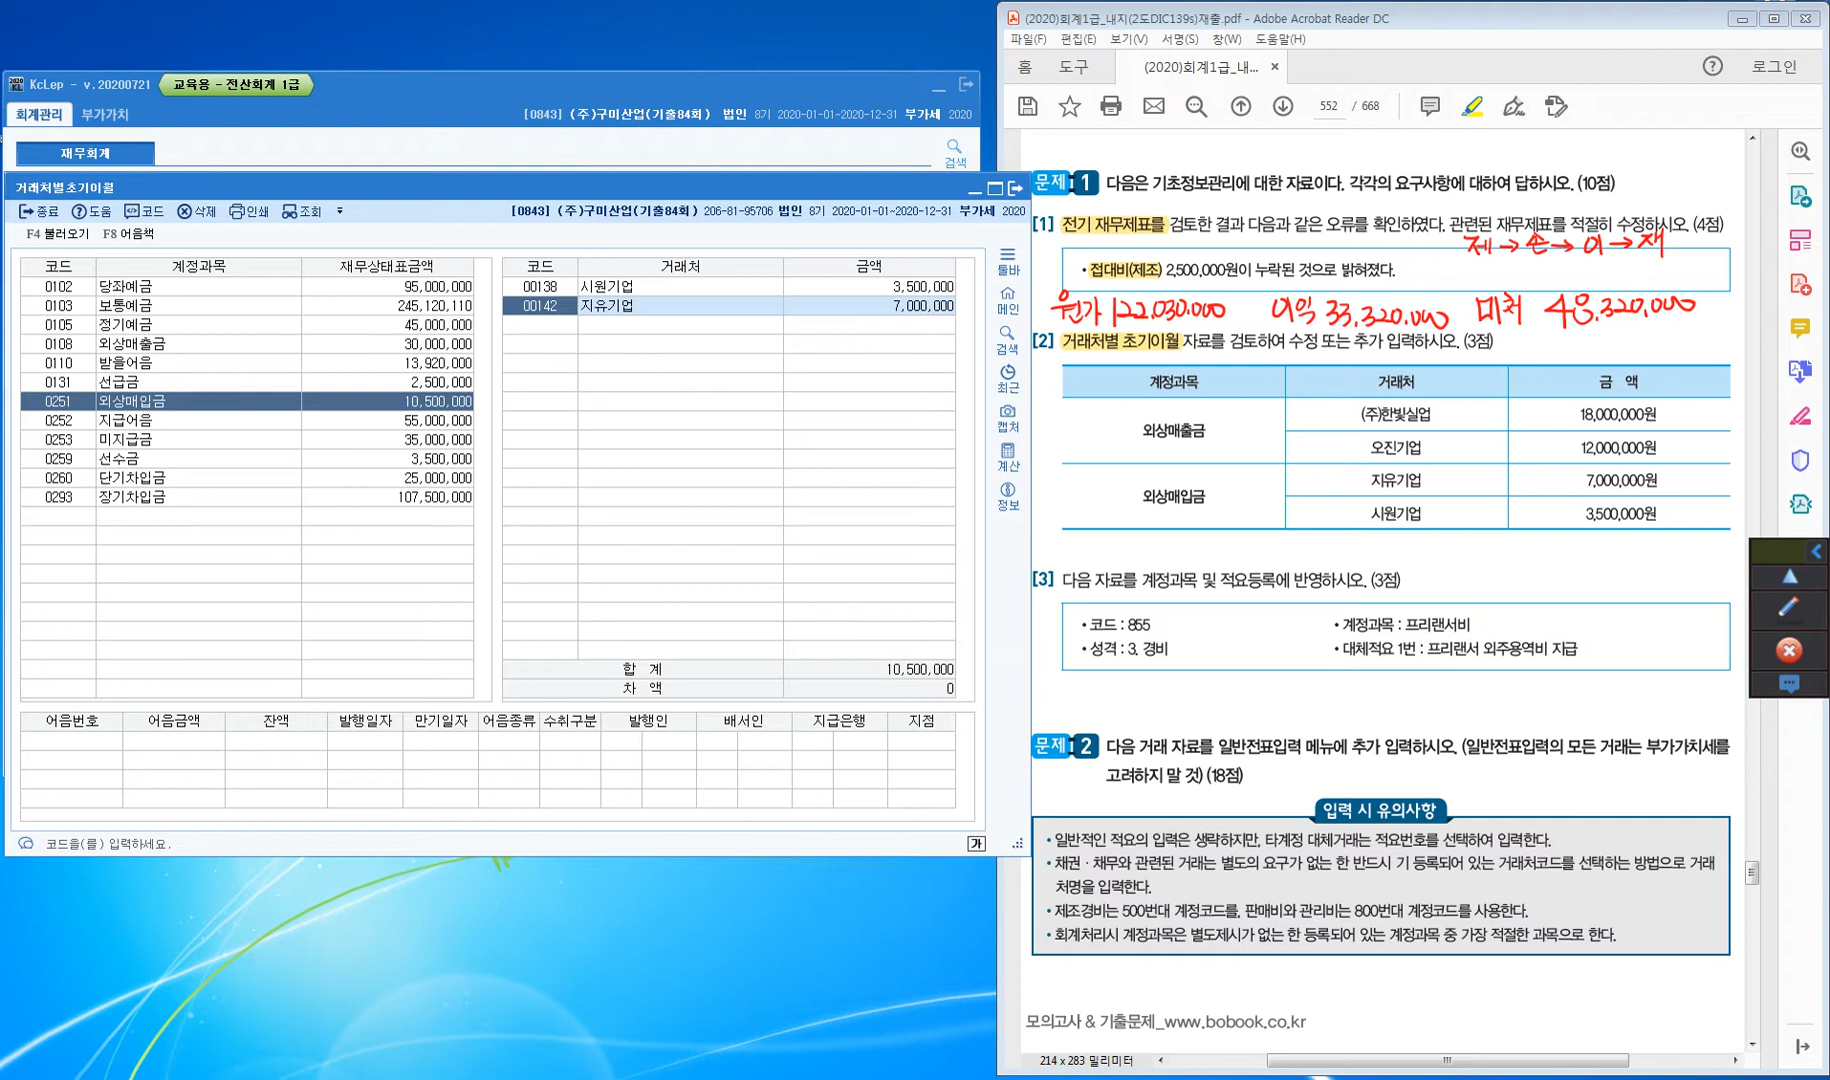 KcLep - v.20200721 교육용 - 전산회계 1급
회계관리 부가가치 [0843] (주)구미산업(기출84회) 법인 8기 2020-01-01~2020-12-31 부가세 2020
재무회계
검색
거래처별초기이월
종료 도움 코드 삭제 인쇄 조회 [0843] (주)구미산업(기출84회) 206-81-95706 법인 8기 2020-01-01~2020-12-31 부가세 2020
F4 불러오기 F8 어음책
코드 계정과목 재무상태표금액
0102 당좌예금 95,000,000
0103 보통예금 245,120,110
0105 정기예금 45,000,000
0108 외상매출금 30,000,000
0110 받을어음 13,920,000
0131 선급금 2,500,000
0251 외상매입금 10,500,000
0252 지급어음 55,000,000
0253 미지급금 35,000,000
0259 선수금 3,500,000
0260 단기차입금 25,000,000
0293 장기차입금 107,500,000
코드 거래처 금액
00138 시원기업 3,500,000
00142 지유기업 7,000,000
합 계 10,500,000
차 액 0
툴바
메인
검색
최근
캡처
계산
정보
어음번호 어음금액 잔액 발행일자 만기일자 어음종류 수취구분 발행인 배서인 지급은행 지점
코드을(를) 입력하세요.
가
(2020)회계1급_내지(2도DIC139s)재출.pdf - Adobe Acrobat Reader DC
파일(F) 편집(E) 보기(V) 서명(S) 창(W) 도움말(H)
홈 도구 (2020)회계1급_내... × 로그인
552 / 668
문제 1 다음은 기초정보관리에 대한 자료이다. 각각의 요구사항에 대하여 답하시오. (10점)
[1] 전기 재무제표를 검토한 결과 다음과 같은 오류를 확인하였다. 관련된 재무제표를 적절히 수정하시오. (4점)
제→손→이→재
• 접대비(제조) 2,500,000원이 누락된 것으로 밝혀졌다.
원가 122,030,000 이익 33,320,000 미처 48,320,000
[2] 거래처별 초기이월 자료를 검토하여 수정 또는 추가 입력하시오. (3점)
계정과목 거래처 금 액
외상매출금 (주)한빛실업 18,000,000원
오진기업 12,000,000원
외상매입금 지유기업 7,000,000원
시원기업 3,500,000원
[3] 다음 자료를 계정과목 및 적요등록에 반영하시오. (3점)
• 코드 : 855 • 계정과목 : 프리랜서비
• 성격 : 3. 경비 • 대체적요 1번 : 프리랜서 외주용역비 지급
문제 2 다음 거래 자료를 일반전표입력 메뉴에 추가 입력하시오. (일반전표입력의 모든 거래는 부가가치세를
고려하지 말 것) (18점)
입력 시 유의사항
• 일반적인 적요의 입력은 생략하지만, 타계정 대체거래는 적요번호를 선택하여 입력한다.
• 채권 · 채무와 관련된 거래는 별도의 요구가 없는 한 반드시 기 등록되어 있는 거래처코드를 선택하는 방법으로 거래
처명을 입력한다.
• 제조경비는 500번대 계정코드를, 판매비와 관리비는 800번대 계정코드를 사용한다.
• 회계처리시 계정과목은 별도제시가 없는 한 등록되어 있는 계정과목 중 가장 적절한 과목으로 한다.
모의고사 & 기출문제_www.bobook.co.kr
214 x 283 밀리미터